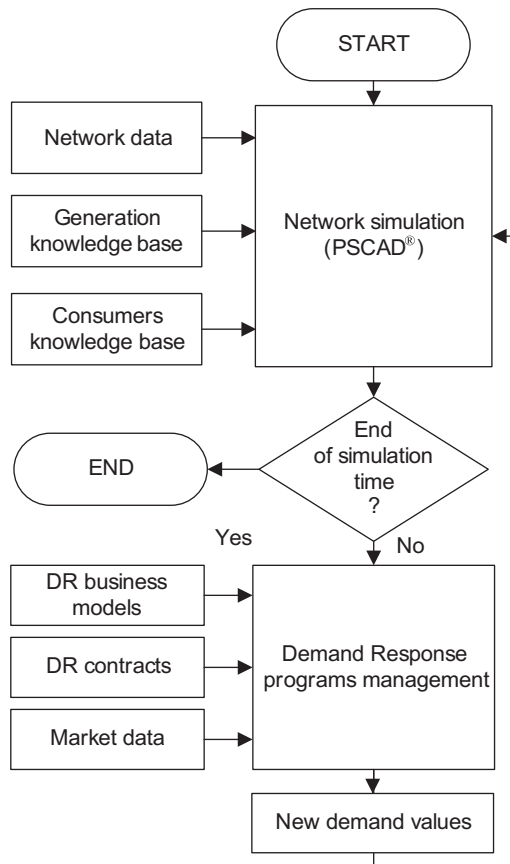 START
Network data
Generation
knowledge base
Consumers
knowledge base
Network simulation
(PSCAD®)
End
of simulation
time
?
END
Yes
No
DR business
models
DR contracts
Market data
Demand Response
programs management
New demand values